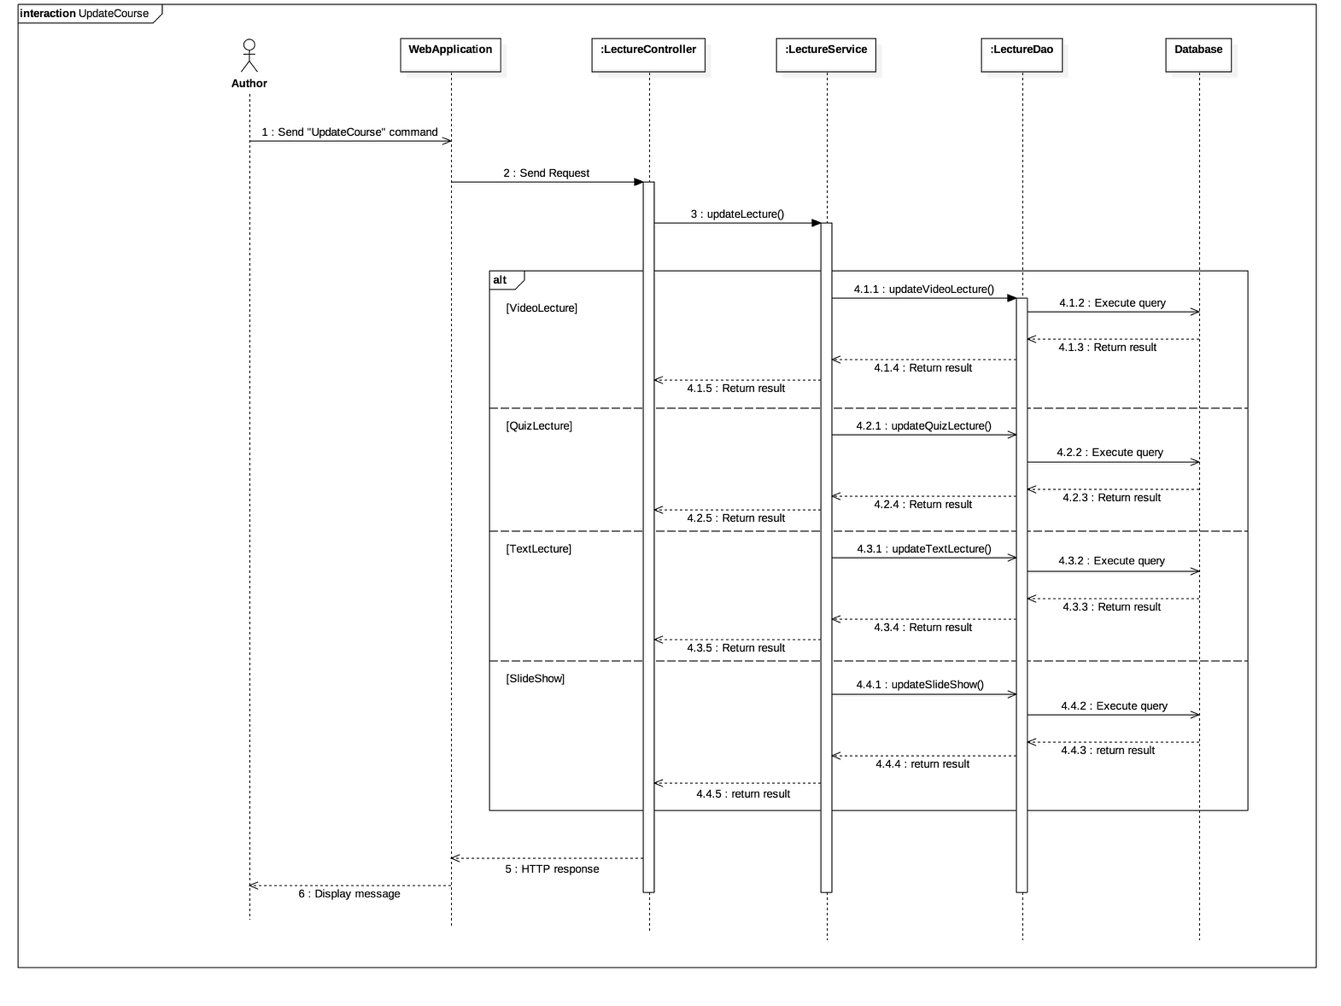 interaction UpdateCourse
Author
WebApplication
:LectureController
:LectureService
:LectureDao
Database
1 : Send "UpdateCourse" command
2 : Send Request
3 : updateLecture()
alt
[VideoLecture]
4.1.1 : updateVideoLecture()
4.1.2 : Execute query
4.1.3 : Return result
4.1.4 : Return result
4.1.5 : Return result
[QuizLecture]
4.2.1 : updateQuizLecture()
4.2.2 : Execute query
4.2.3 : Return result
4.2.4 : Return result
4.2.5 : Return result
[TextLecture]
4.3.1 : updateTextLecture()
4.3.2 : Execute query
4.3.3 : Return result
4.3.4 : Return result
4.3.5 : Return result
[SlideShow]
4.4.1 : updateSlideShow()
4.4.2 : Execute query
4.4.3 : return result
4.4.4 : return result
4.4.5 : return result
5 : HTTP response
6 : Display message